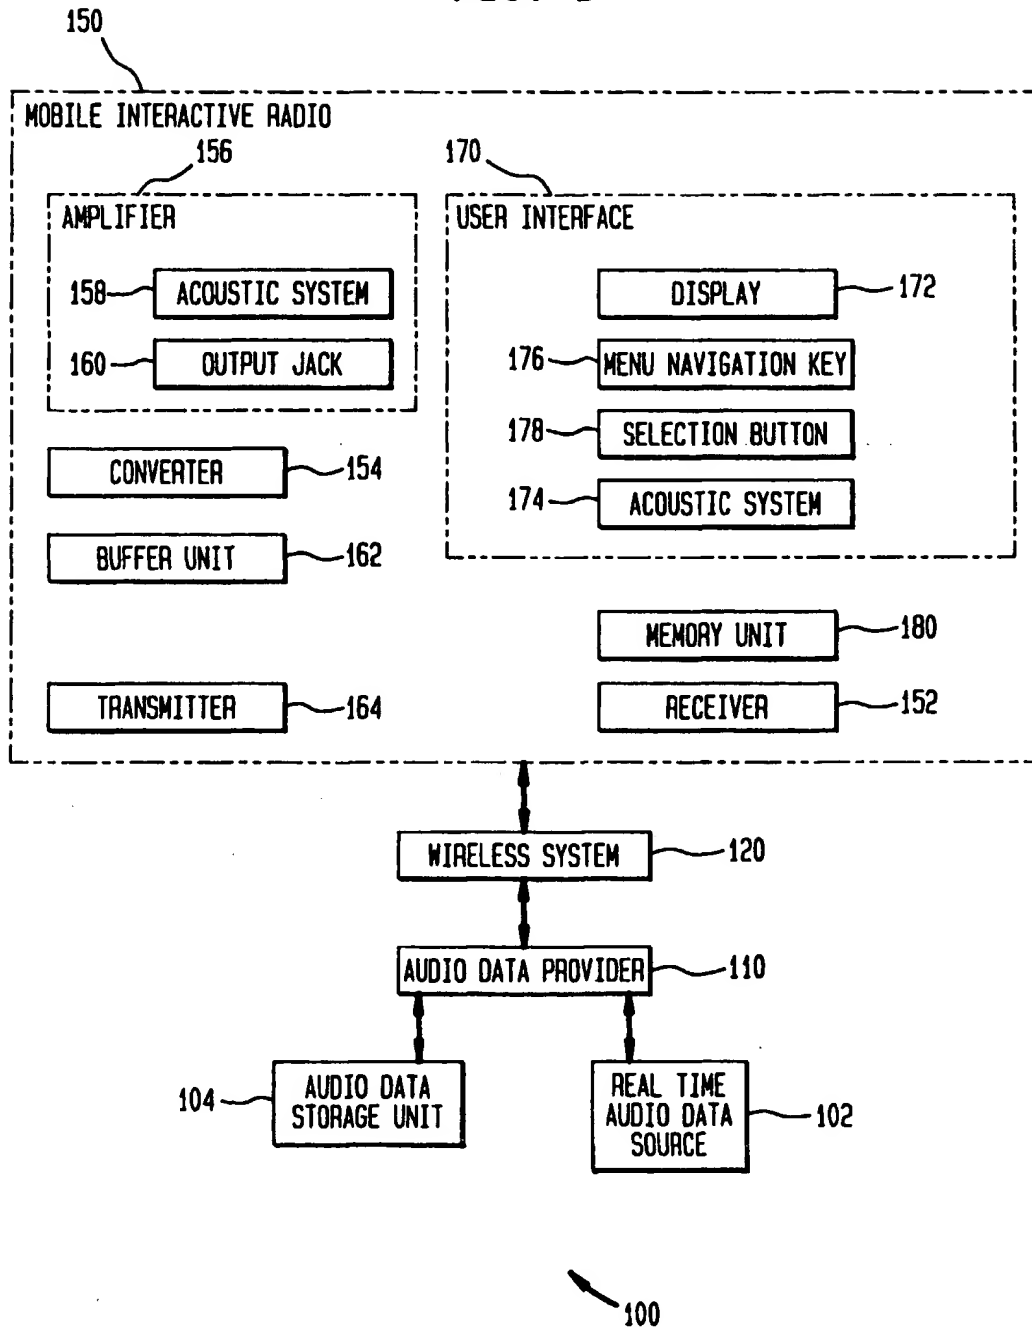 150
MOBILE INTERACTIVE RADIO
156
170
AMPLIFIER
USER INTERFACE
158
ACOUSTIC SYSTEM
DISPLAY
172
160
OUTPUT JACK
176
MENU NAVIGATION KEY
178
SELECTION BUTTON
CONVERTER
154
174
ACOUSTIC SYSTEM
BUFFER UNIT
162
MEMORY UNIT
180
TRANSMITTER
164
RECEIVER
152
WIRELESS SYSTEM
120
AUDIO DATA PROVIDER
110
104
AUDIO DATA
STORAGE UNIT
REAL TIME
AUDIO DATA
SOURCE
102
100